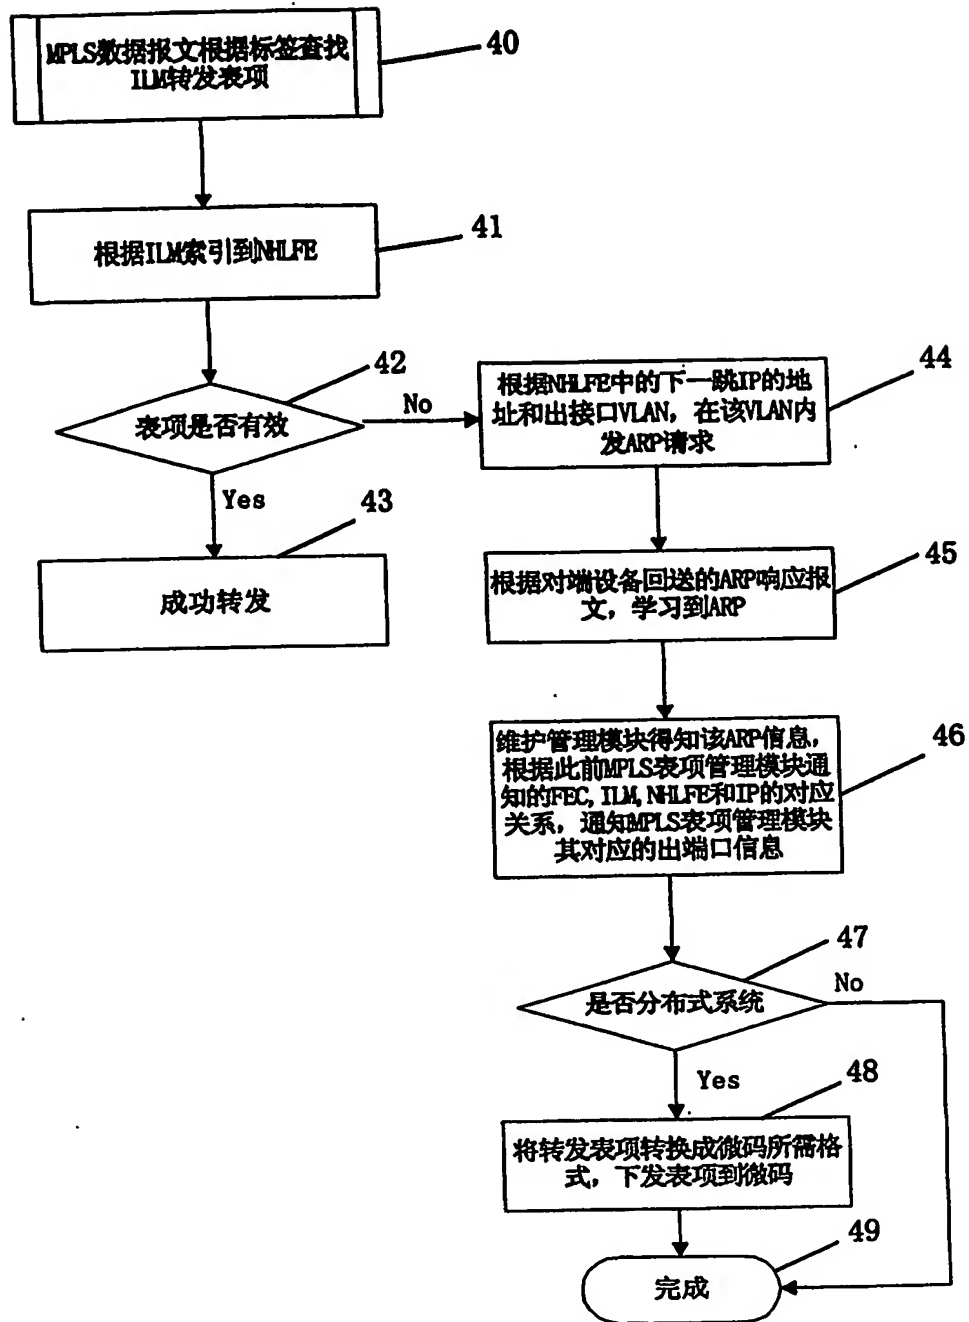 MPLS数据报文根据标签查找
ILM转发表项
40
根据ILM索引到NHLFE
41
表项是否有效
42
No
Yes
成功转发
43
根据NHLFE中的下一跳IP的地
址和出接口VLAN，在该VLAN内
发ARP请求
44
根据对端设备回送的ARP响应报
文，学习到ARP
45
维护管理模块得知该ARP信息，
根据此前MPLS表项管理模块通
知的FEC,ILM,NHLFE和IP的对应
关系，通知MPLS表项管理模块
其对应的出端口信息
46
是否分布式系统
47
No
Yes
将转发表项转换成微码所需格
式，下发表项到微码
48
完成
49